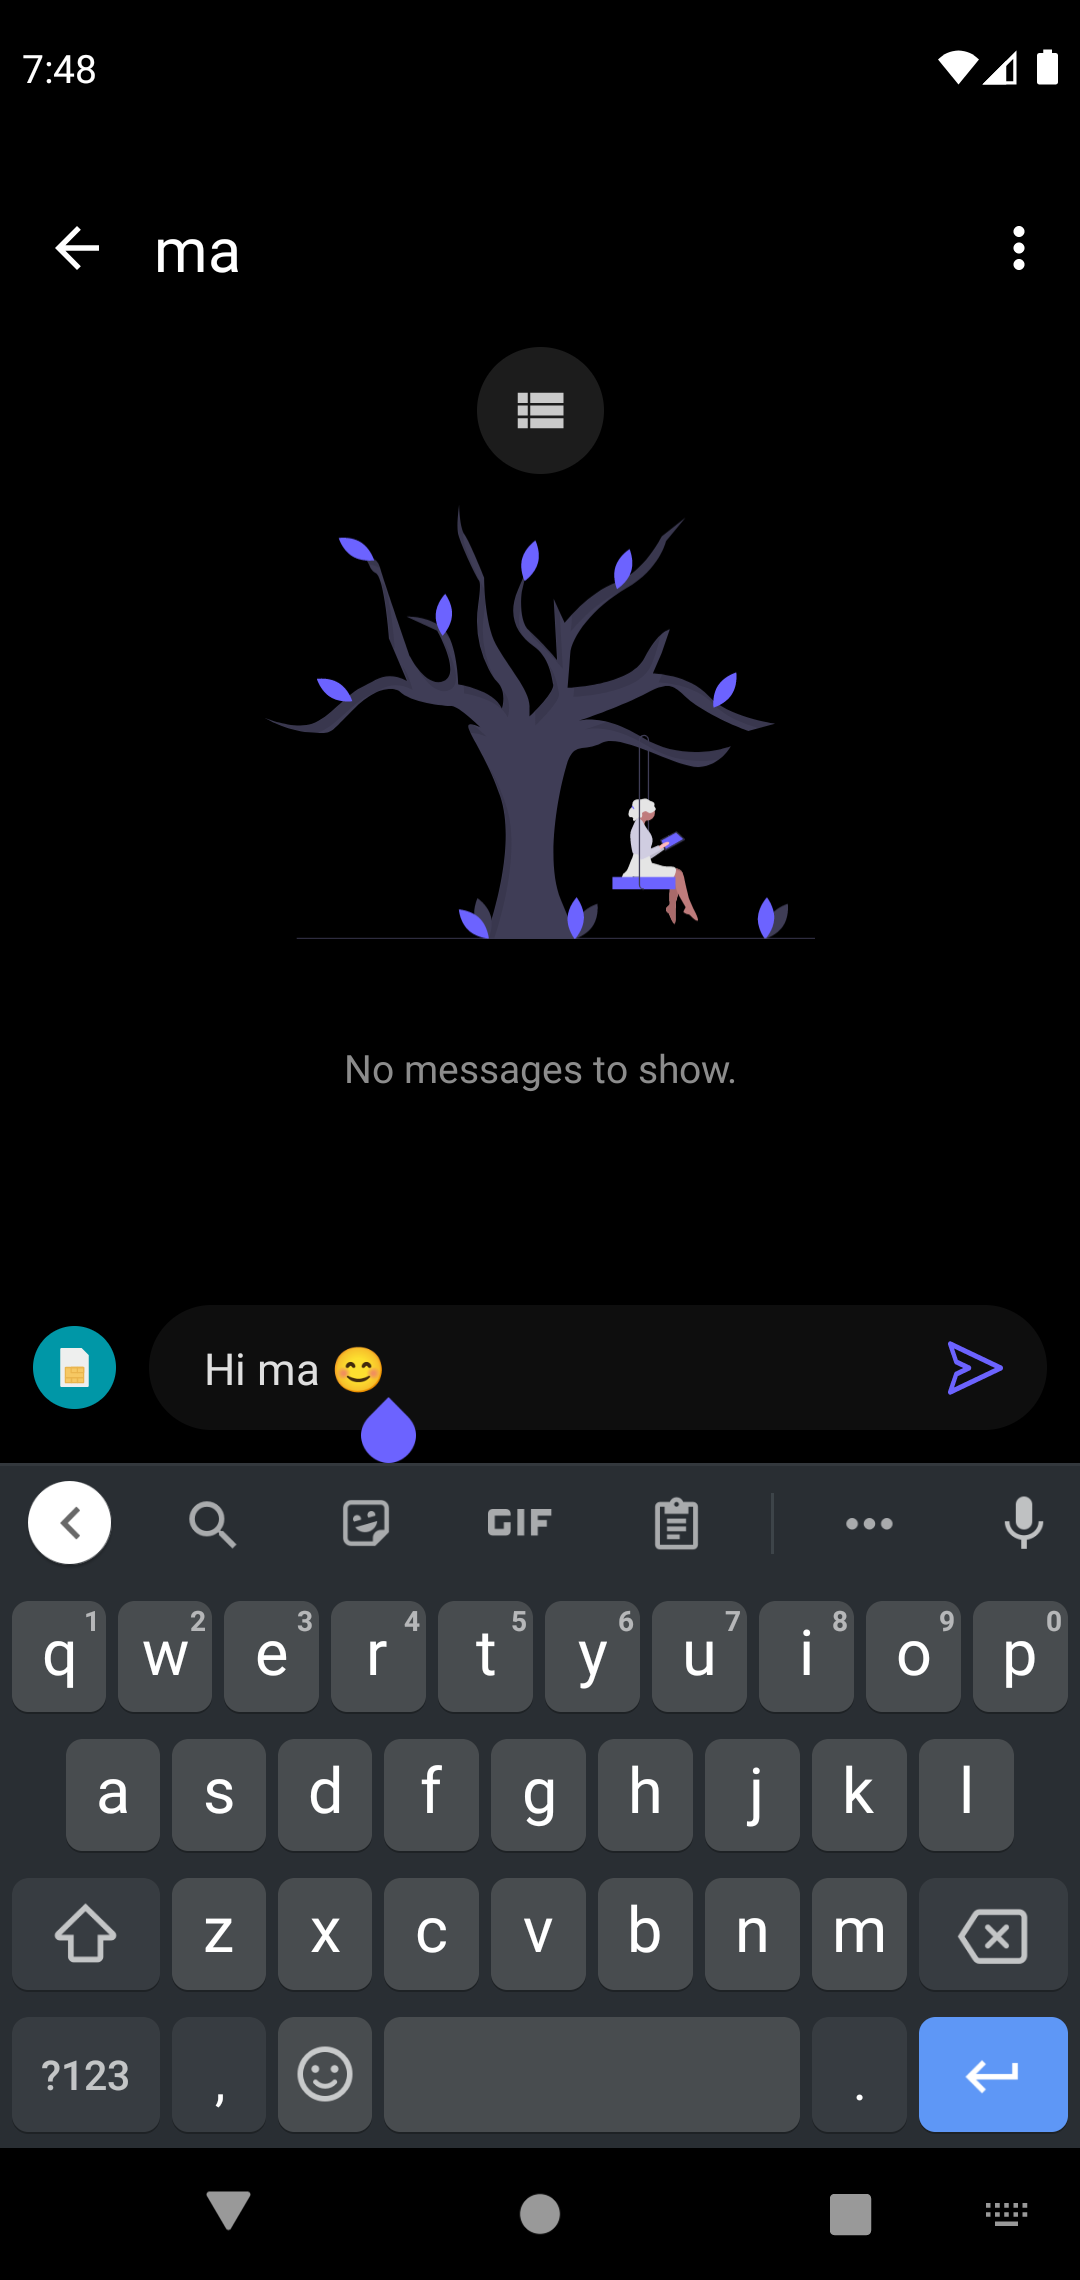 7:48
ma
No messages to show.
Hi ma 😊
GIF
q 1 w 2 e 3 r 4 t 5 y 6 u 7 i 8 o 9 p 0
a s d f g h j k l
z x c v b n m
?123 , .